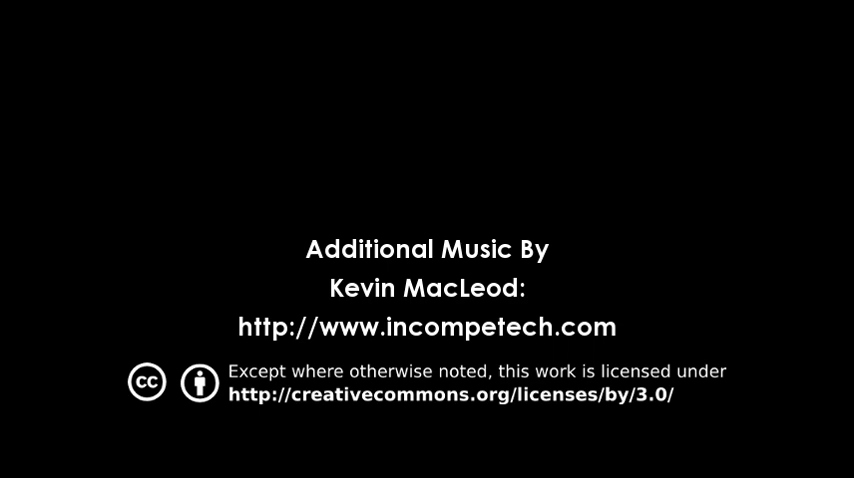 Additional Music By
Kevin MacLeod:
http://www.incompetech.com
cc
Except where otherwise noted, this work is licensed under
http://creativecommons.org/licenses/by/3.0/